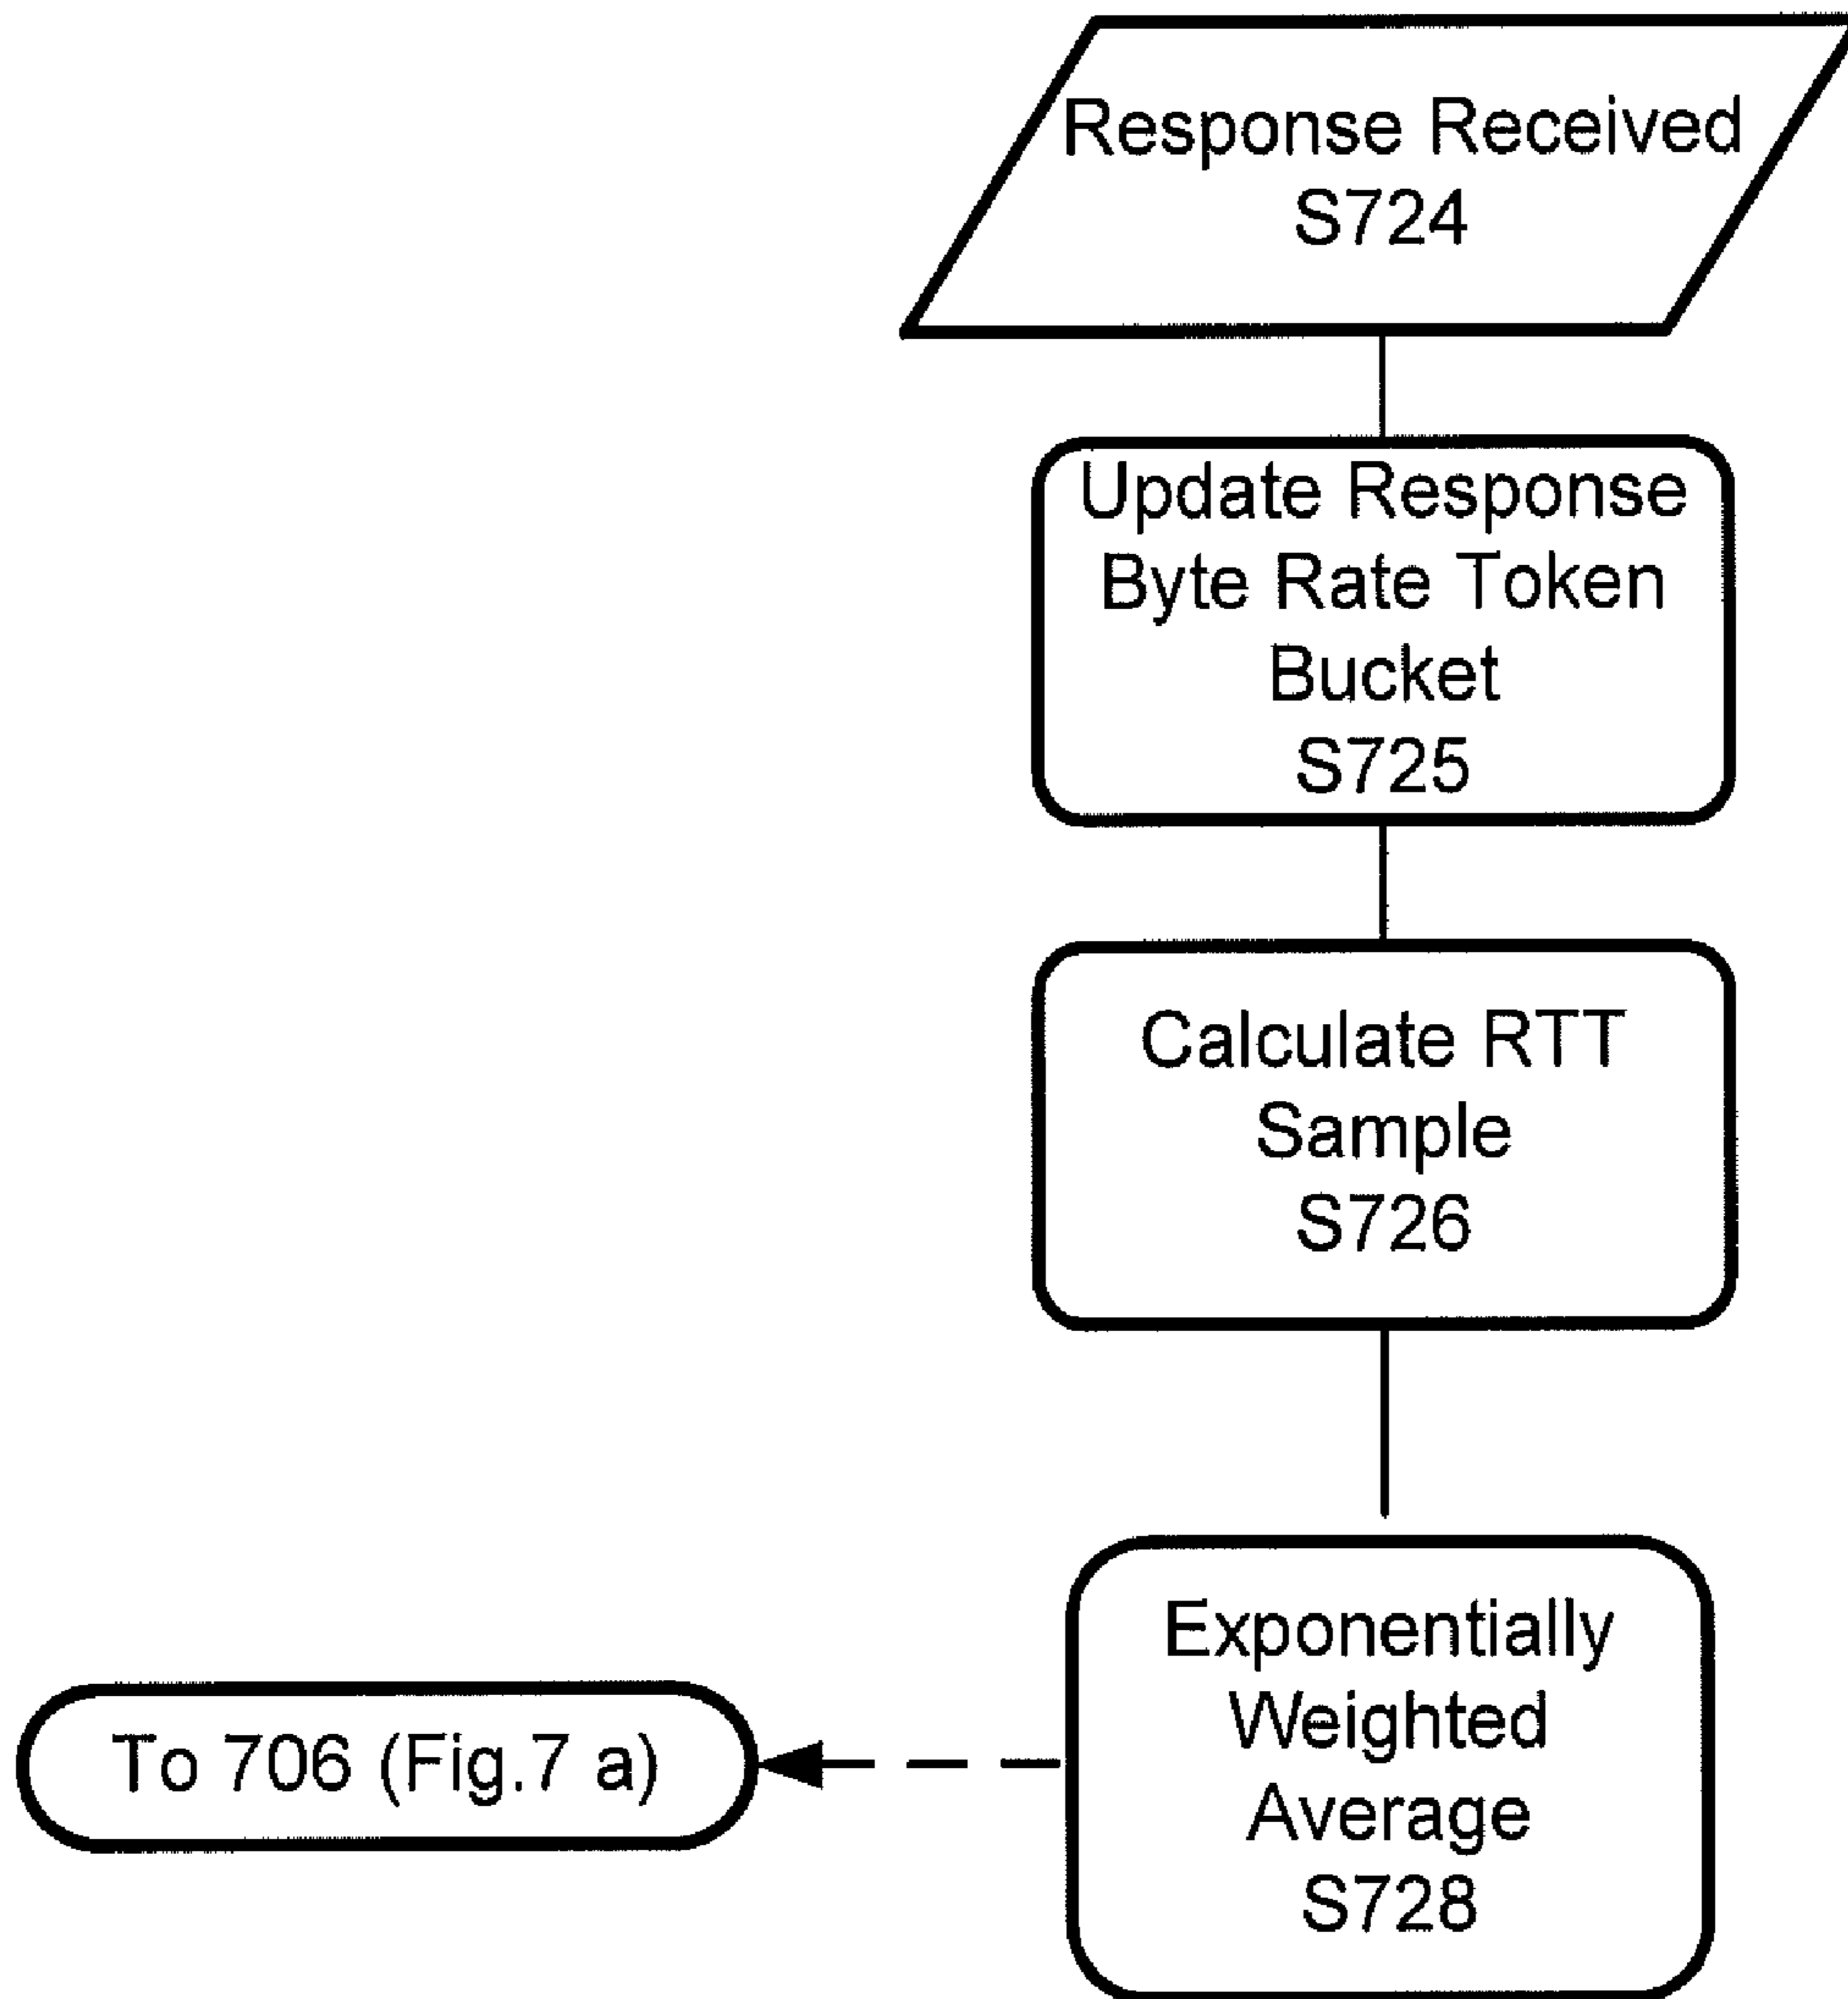 Response Received
S724
Update Response
Byte Rate Token
Bucket
S725
Calculate RTT
Sample
S726
Exponentially
Weighted
Average
S728
To 706 (Fig.7 a)